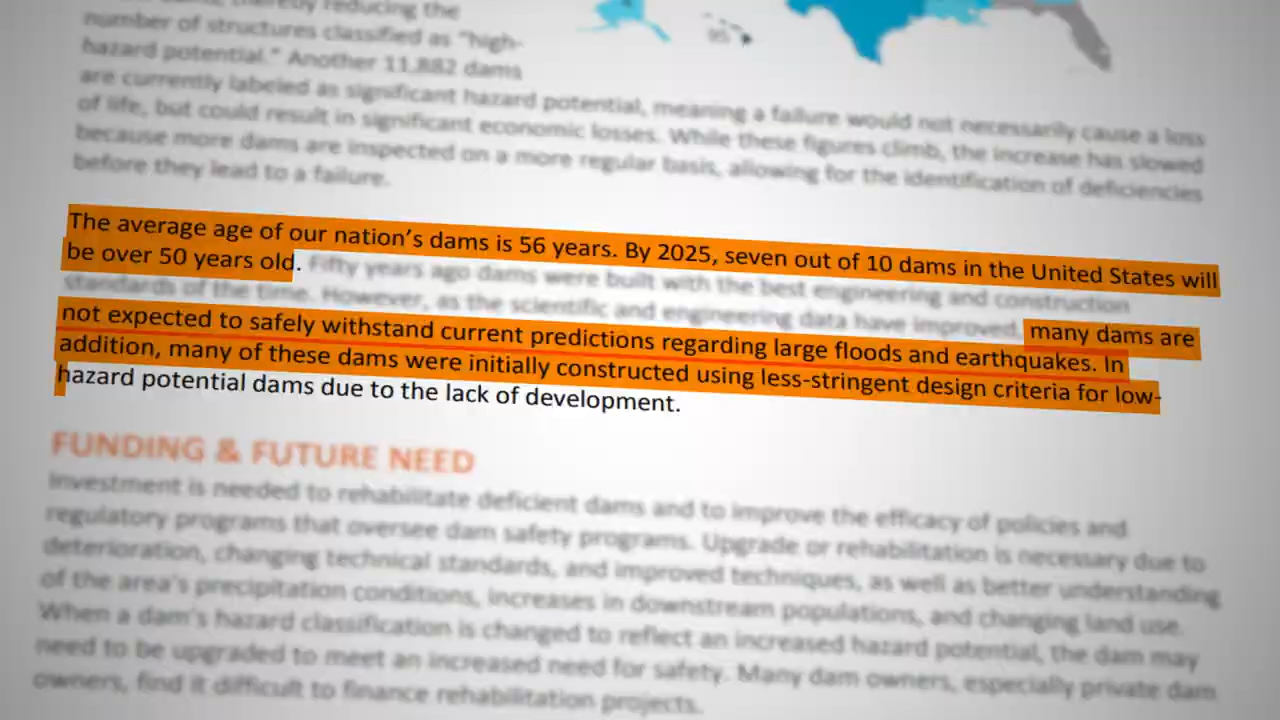 dams, thereby reducing the
number of structures classified as "high-
hazard potential." Another 11,882 dams
are currently labeled as significant hazard potential, meaning a failure would not necessarily cause a loss
of life, but could result in significant economic losses. While these figures climb, the increase has slowed
because more dams are inspected on a more regular basis, allowing for the identification of deficiencies
before they lead to a failure.
The average age of our nation's dams is 56 years. By 2025, seven out of 10 dams in the United States will
be over 50 years old. Fifty years ago dams were built with the best engineering and construction
standards of the time. However, as the scientific and engineering data have improved, many dams are
not expected to safely withstand current predictions regarding large floods and earthquakes. In
addition, many of these dams were initially constructed using less-stringent design criteria for low-
hazard potential dams due to the lack of development.
FUNDING & FUTURE NEED
Investment is needed to rehabilitate deficient dams and to improve the efficacy of policies and
regulatory programs that oversee dam safety programs. Upgrade or rehabilitation is necessary due to
deterioration, changing technical standards, and improved techniques, as well as better understanding
of the area's precipitation conditions, increases in downstream populations, and changing land use.
When a dam's hazard classification is changed to reflect an increased hazard potential, the dam may
need to be upgraded to meet an increased need for safety. Many dam owners, especially private dam
owners, find it difficult to finance rehabilitation projects.